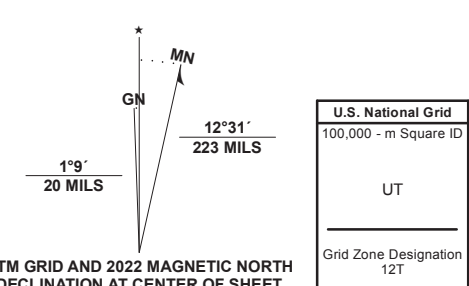 ★
MN
GN
12°31´
223 MILS
1°9´
20 MILS
TM GRID AND 2022 MAGNETIC NORTH
DECLINATION AT CENTER OF SHEET
U.S. National Grid
100,000 - m Square ID
UT
Grid Zone Designation
12T